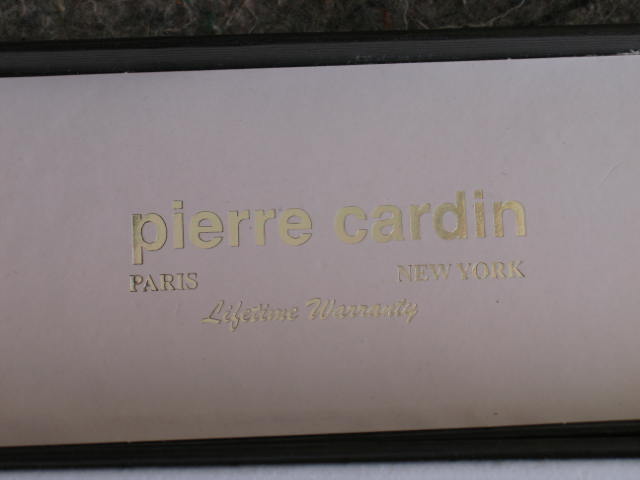 pierre cardin
PARIS NEW YORK
Lifetime Warranty